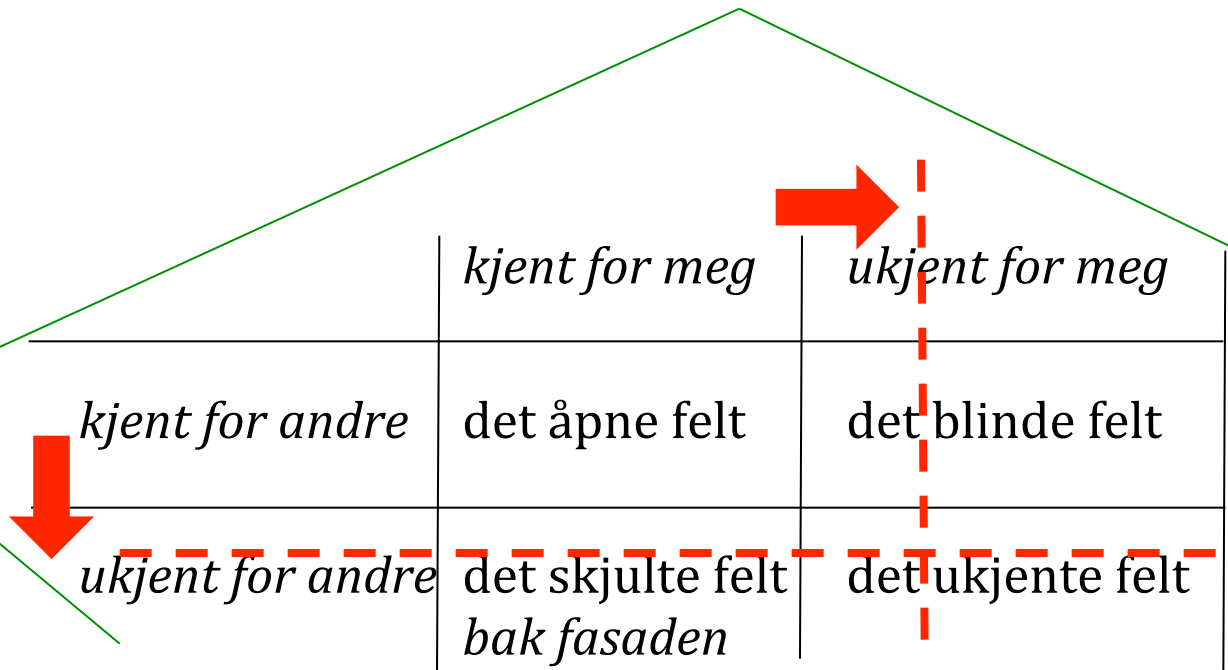 kjent for meg ukjent for meg
kjent for andre det åpne felt det blinde felt
ukjent for andre det skjulte felt det ukjente felt
bak fasaden